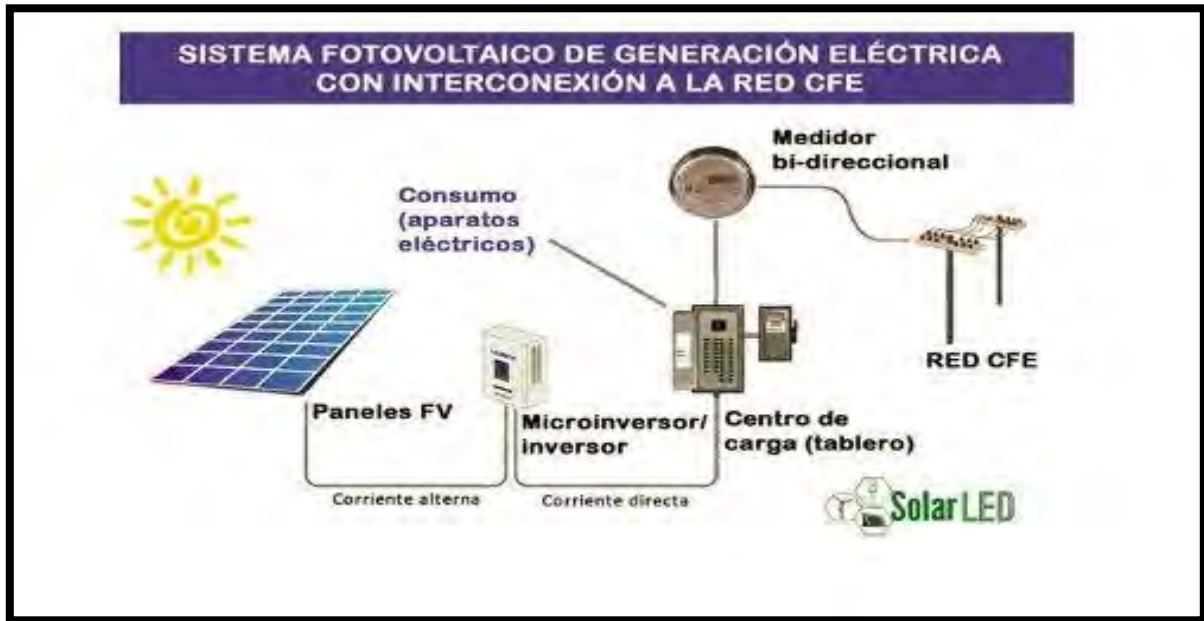 SISTEMA FOTOVOLTAICO DE GENERACIÓN ELÉCTRICA
CON INTERCONEXIÓN A LA RED CFE
Medidor
bi-direccional
Consumo
(aparatos
eléctricos)
RED CFE
Paneles FV
Microinversor/
inversor
Centro de
carga (tablero)
Corriente alterna
Corriente directa
SolarLED